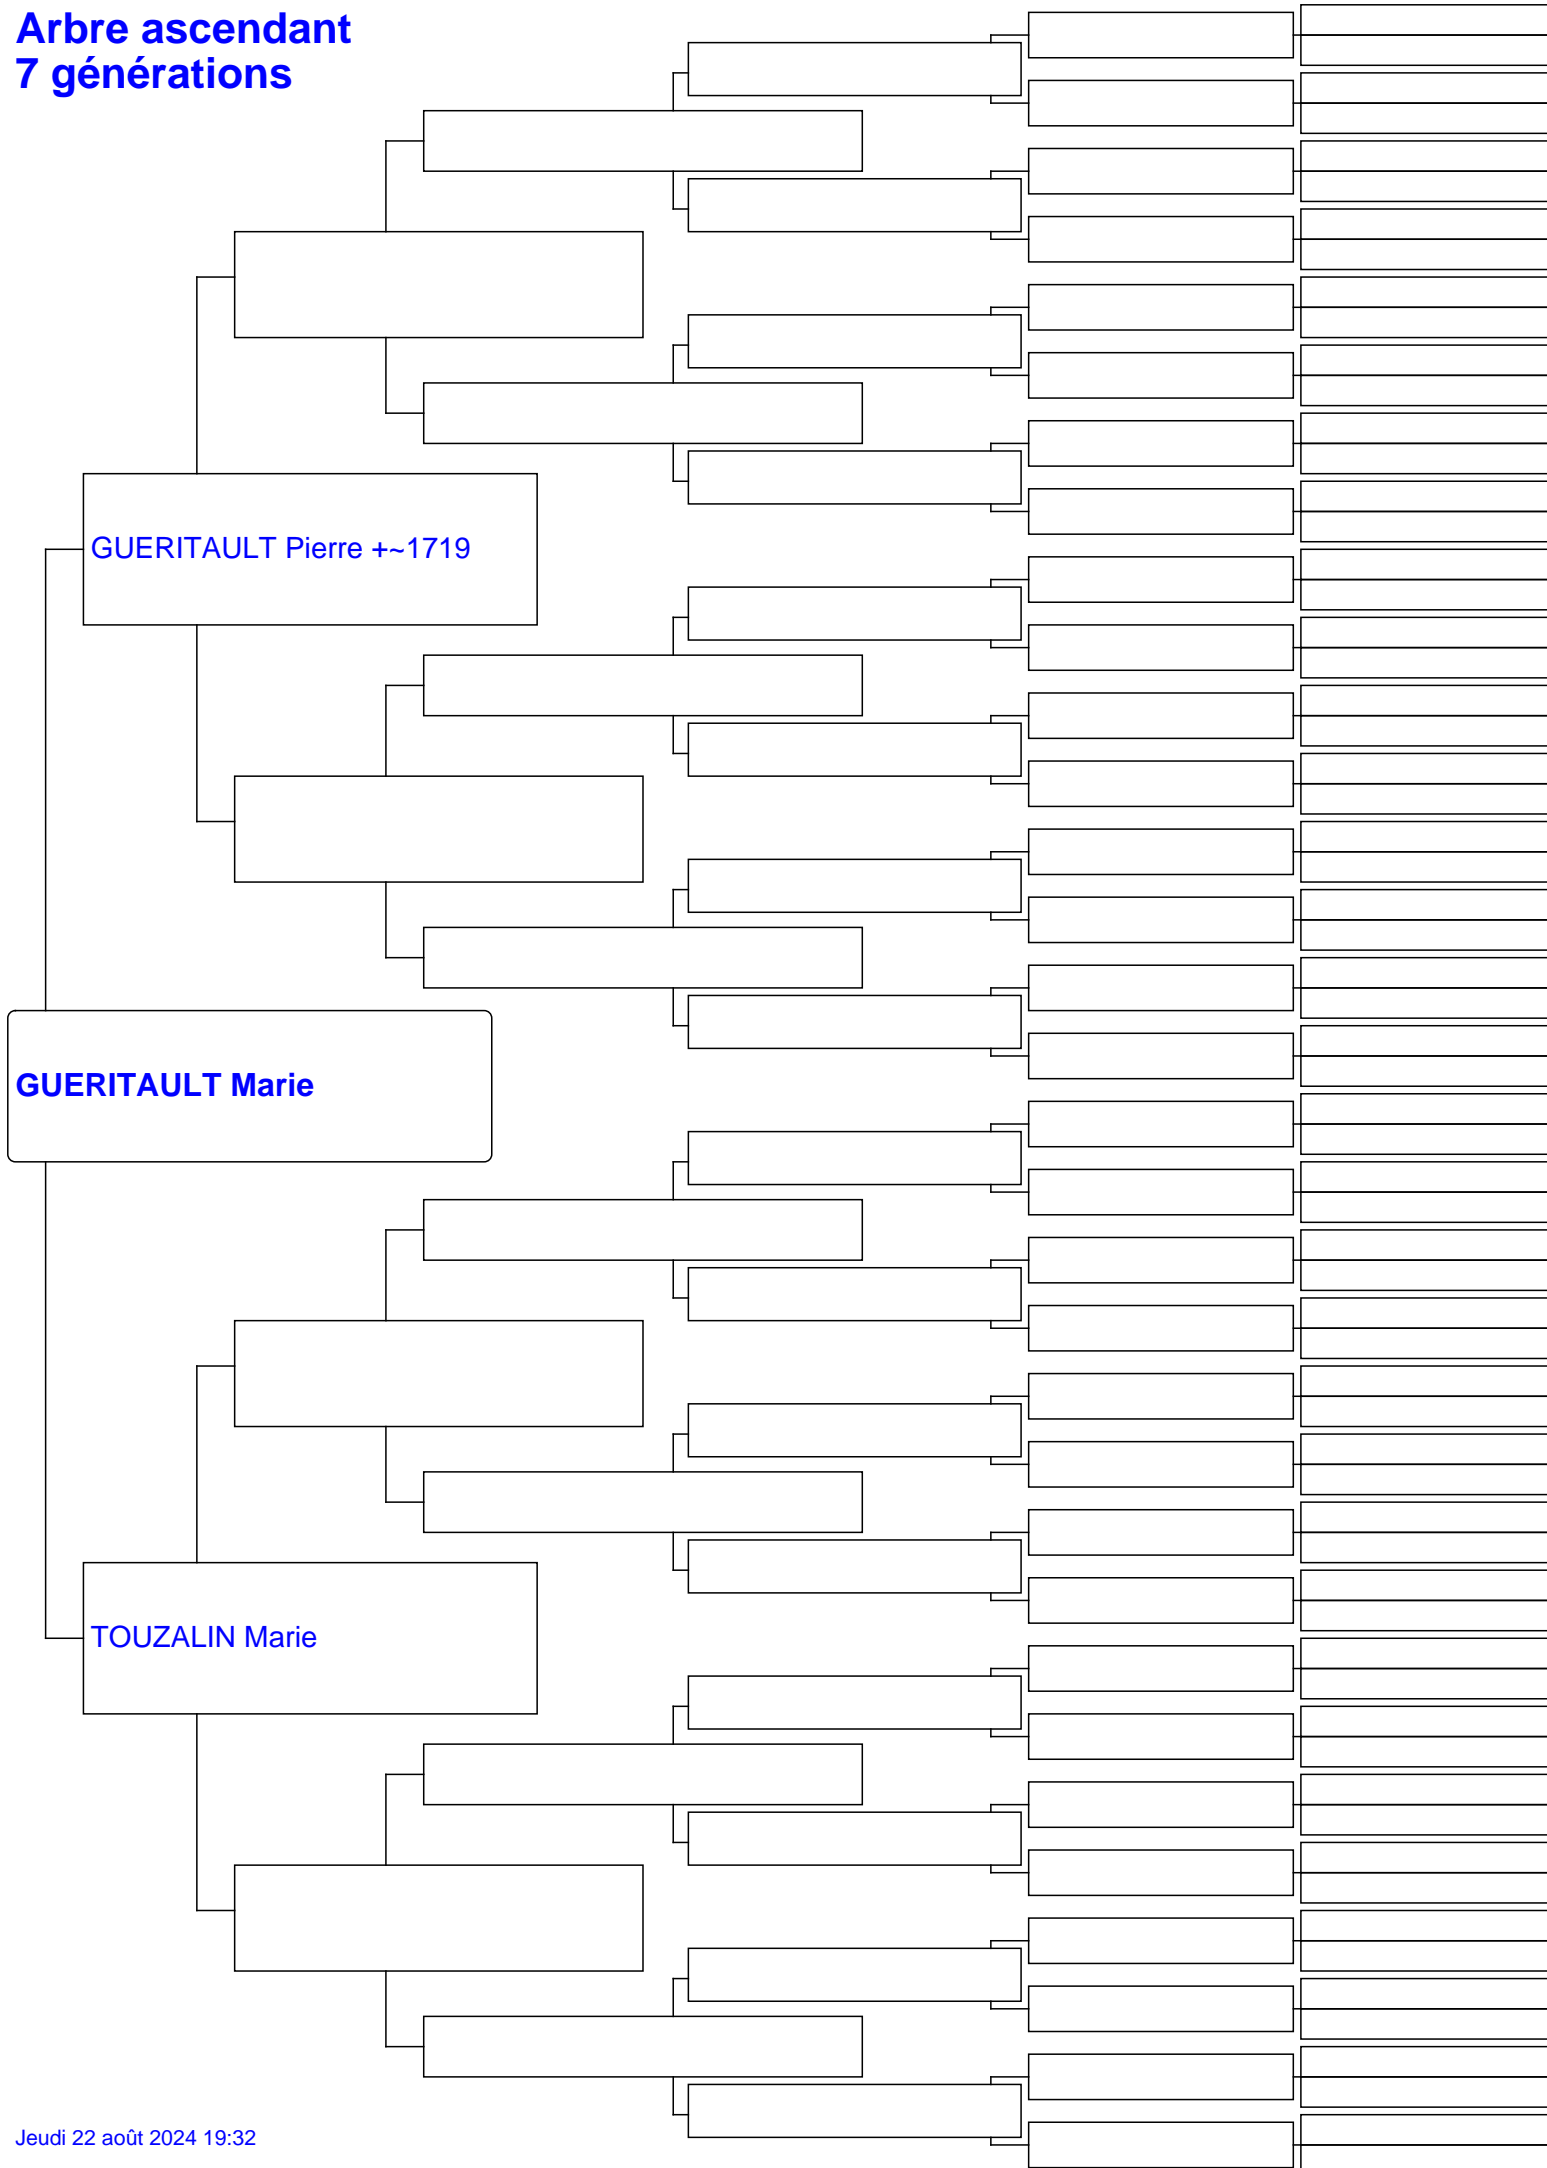 Arbre ascendant
7 générations
GUERITAULT Pierre +~1719
GUERITAULT Marie
TOUZALIN Marie
Jeudi 22 août 2024 19:32